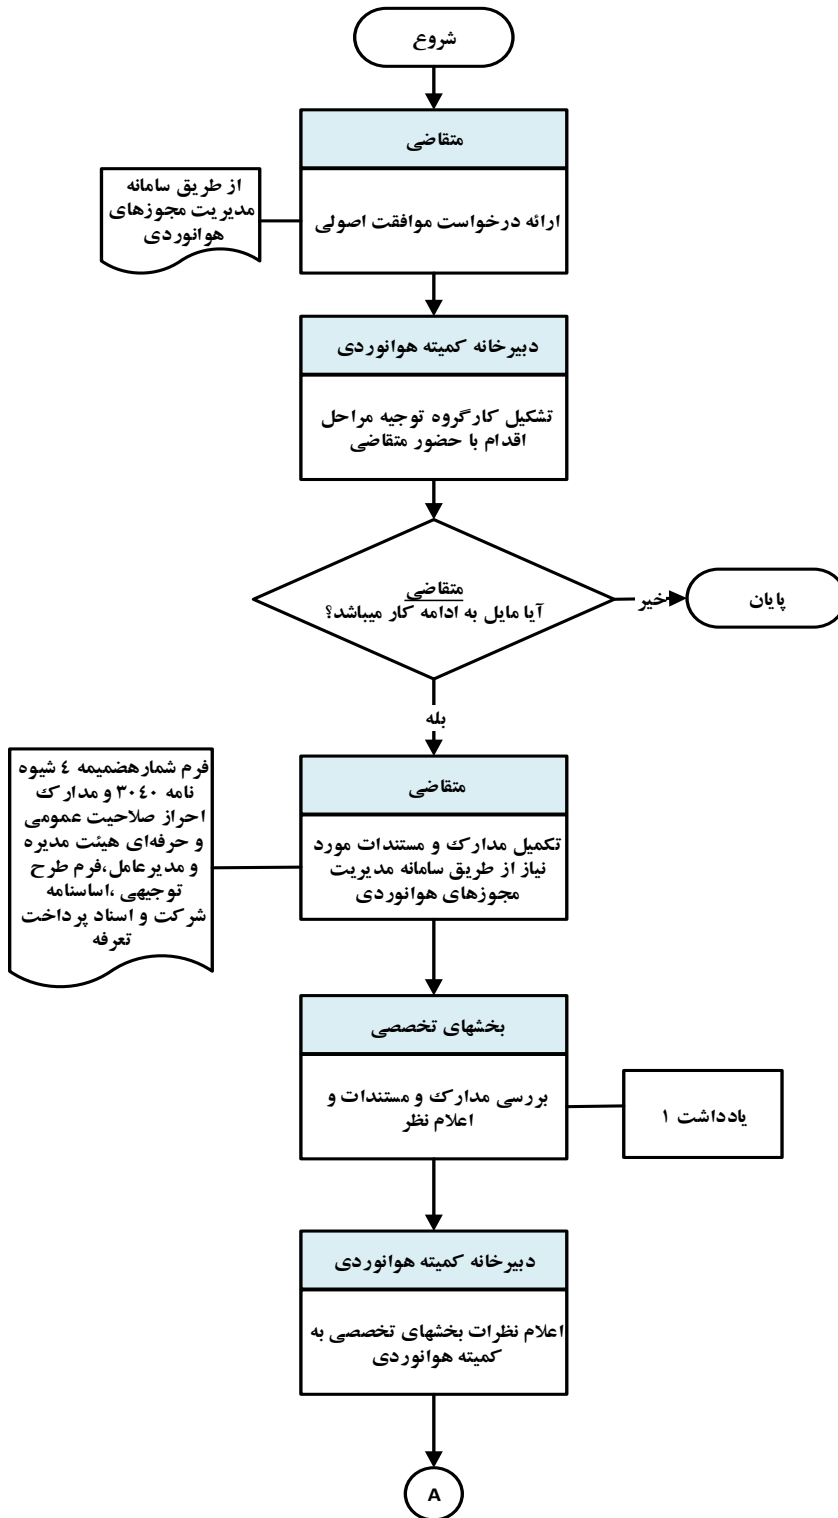 شروع
متقاضی
از طریق سامانه
مدیریت مجوزهای
هوانوردی
ارائه درخواست موافقت اصولی
دبیرخانه کمیته هوانوردی
تشکیل کارگروه توجیه مراحل
اقدام با حضور متقاضی
متقاضی
آیا مایل به ادامه کار میباشد؟
خیر
پایان
بله
متقاضی
فرم شمارهضمیمه ٤ شیوه
نامه ٣٠٤٠ و مدارک
احراز صلاحیت عمومی
و حرفه‌ای هیئت مدیره
و مدیرعامل،فرم طرح
توجیهی ،اساسنامه
شرکت و اسناد پرداخت
تعرفه
تکمیل مدارک و مستندات مورد
نیاز از طریق سامانه مدیریت
مجوزهای هوانوردی
بخشهای تخصصی
بررسی مدارک و مستندات و
اعلام نظر
یادداشت ١
دبیرخانه کمیته هوانوردی
اعلام نظرات بخشهای تخصصی به
کمیته هوانوردی
A